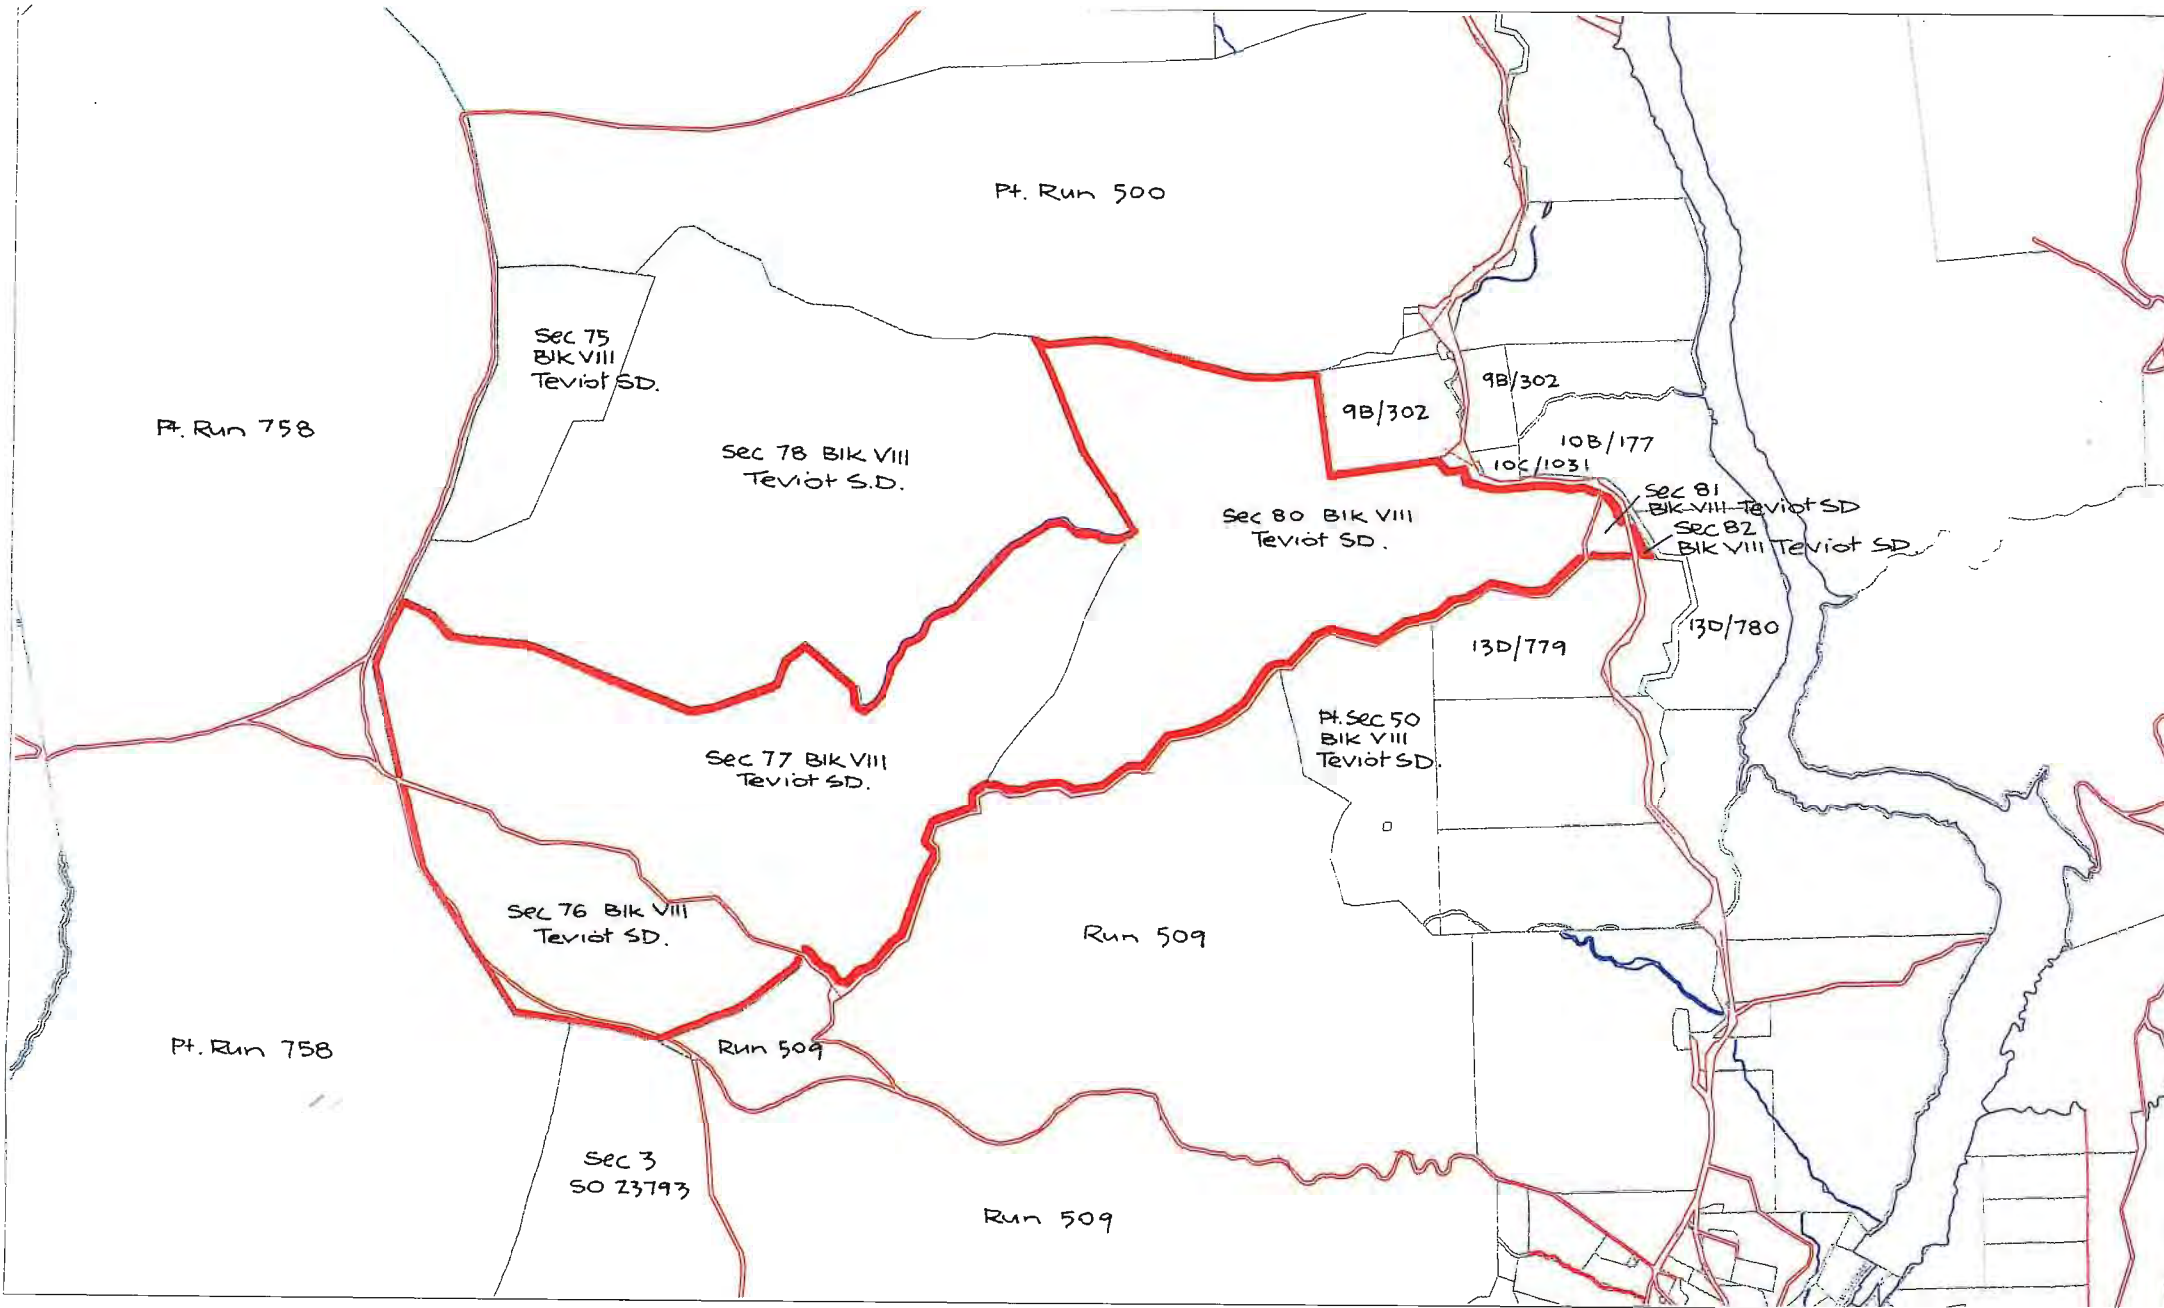 Pt. Run 500
Sec 75
Blk VIII
Teviot SD.
9B/302
9B/302
Pt. Run 758
Sec 78 Blk VIII
Teviot S.D.
10B/177
10C/1031
Sec 81
Blk VIII Teviot SD
Sec 80 Blk VIII
Teviot SD.
Sec 82
Blk VIII Teviot SD.
13D/779
13D/780
Pt. Sec 50
Blk VIII
Teviot SD.
Sec 77 Blk VIII
Teviot SD.
Sec 76 Blk VIII
Teviot SD.
Run 509
Pt. Run 758
Run 509
Sec 3
SO 23793
Run 509